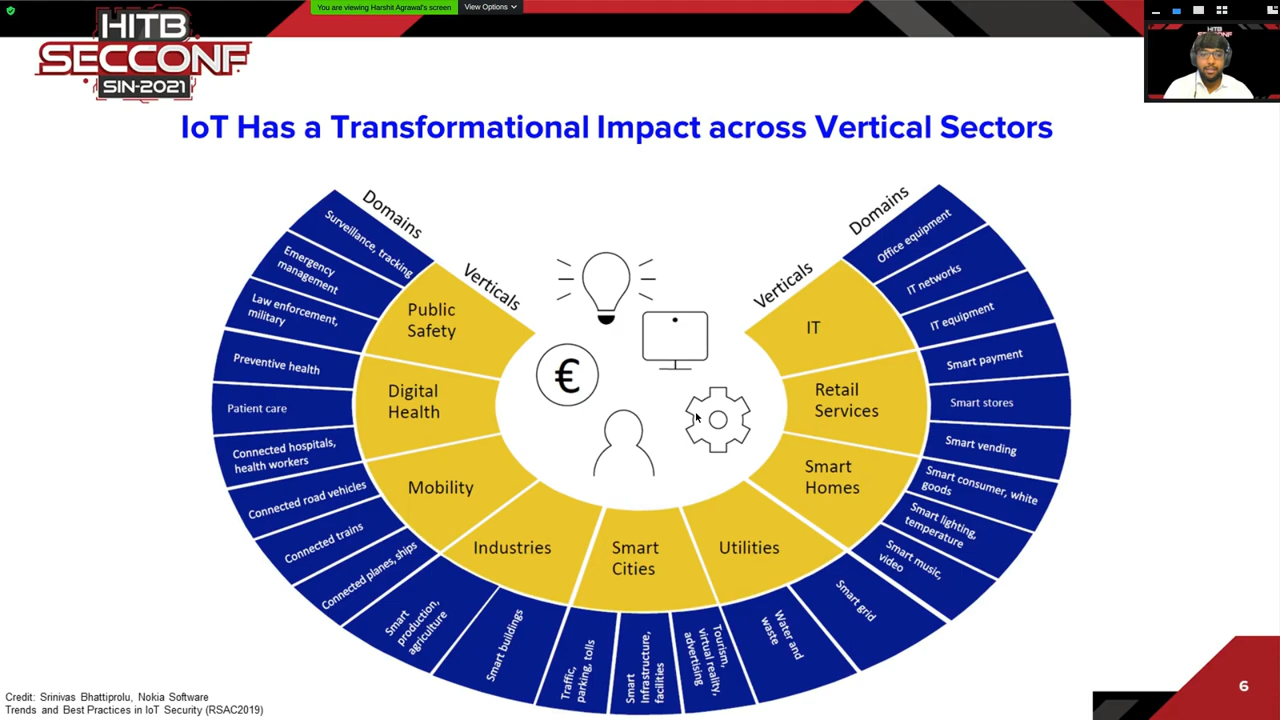 You are viewing Harshit Agrawal's screen
View Options
HITB
SECCONF
SIN-2021
HITB
IoT Has a Transformational Impact across Vertical Sectors
Domains
Verticals
Surveillance, tracking
Emergency
management
Law enforcement,
military
Preventive health
Patient care
Connected hospitals,
health workers
Connected road vehicles
Connected trains
Connected planes, ships
Smart
production,
agriculture
Smart buildings
Traffic,
parking, tolls
Smart
Infrastructure,
facilities
Tourism,
virtual reality,
advertising
Water and
waste
Smart grid
Smart music,
video
Smart lighting,
temperature
Smart consumer, white
goods
Smart vending
Smart stores
Smart payment
IT equipment
IT networks
Office equipment
Domains
Verticals
Public
Safety
Digital
Health
Mobility
Industries
Smart
Cities
Utilities
Smart
Homes
Retail
Services
IT
€
Credit: Srinivas Bhattiprolu, Nokia Software
Trends and Best Practices in IoT Security (RSAC2019)
6